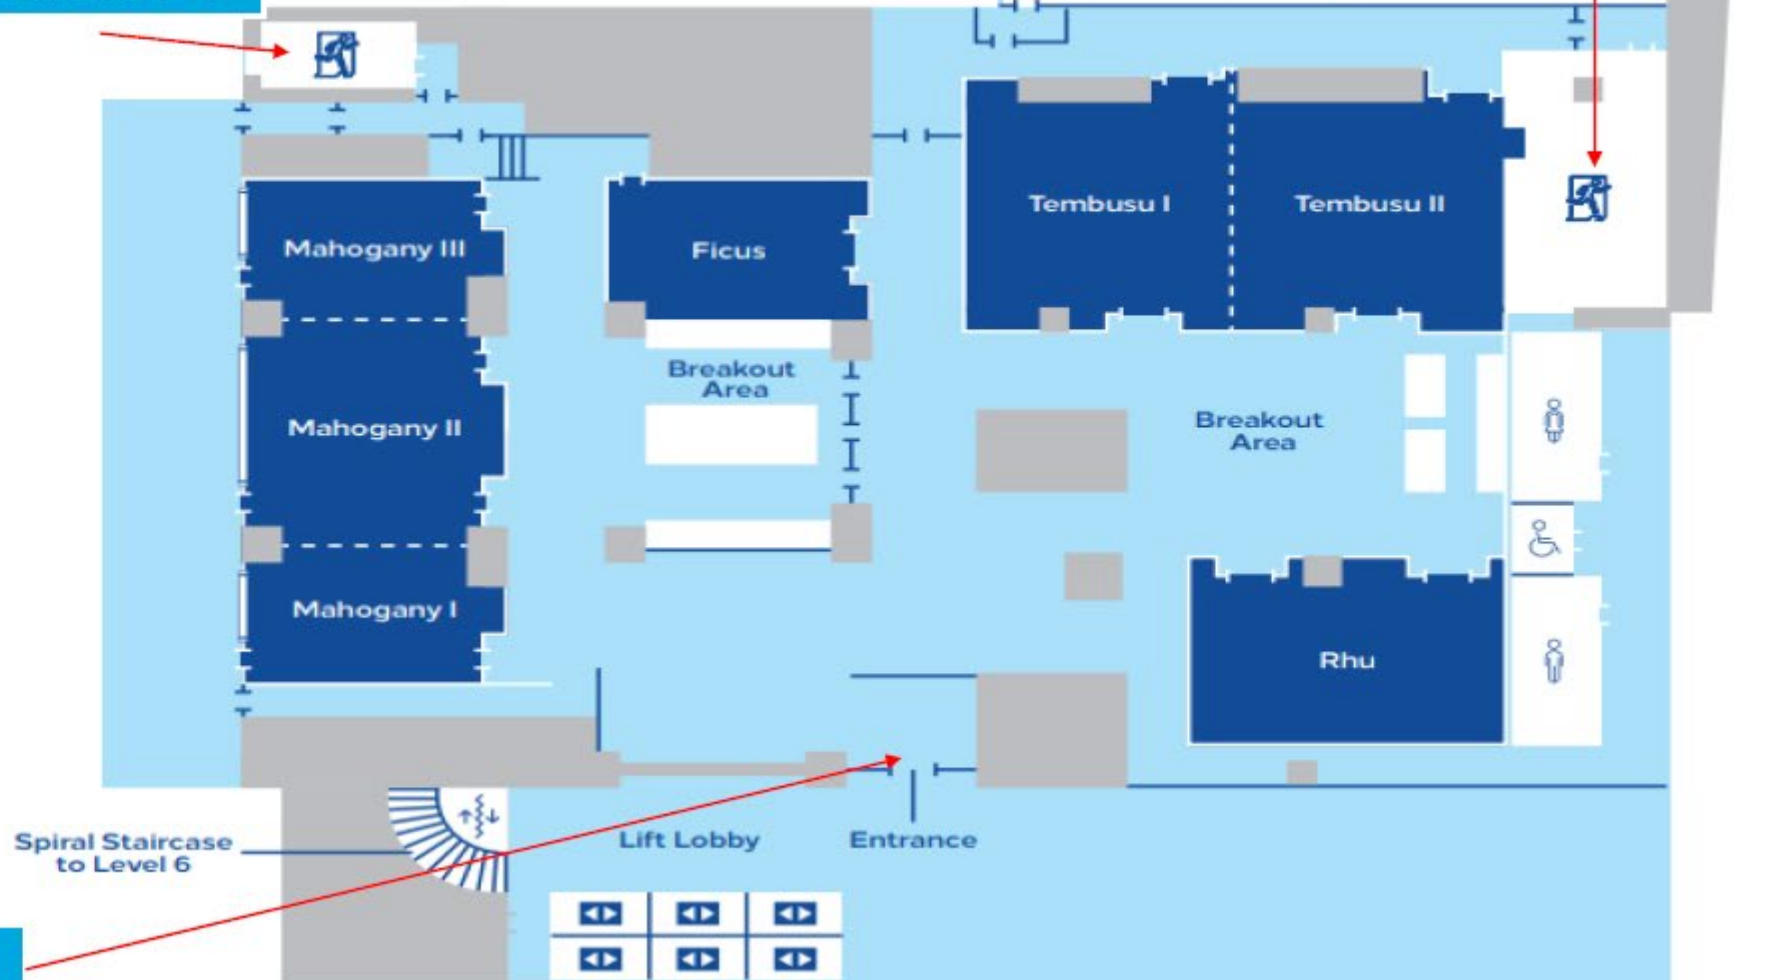 Tembusu I
Tembusu II
Mahogany III
Ficus
Breakout
Area
Mahogany II
Breakout
Area
Mahogany I
Rhu
Spiral Staircase
to Level 6
Lift Lobby
Entrance